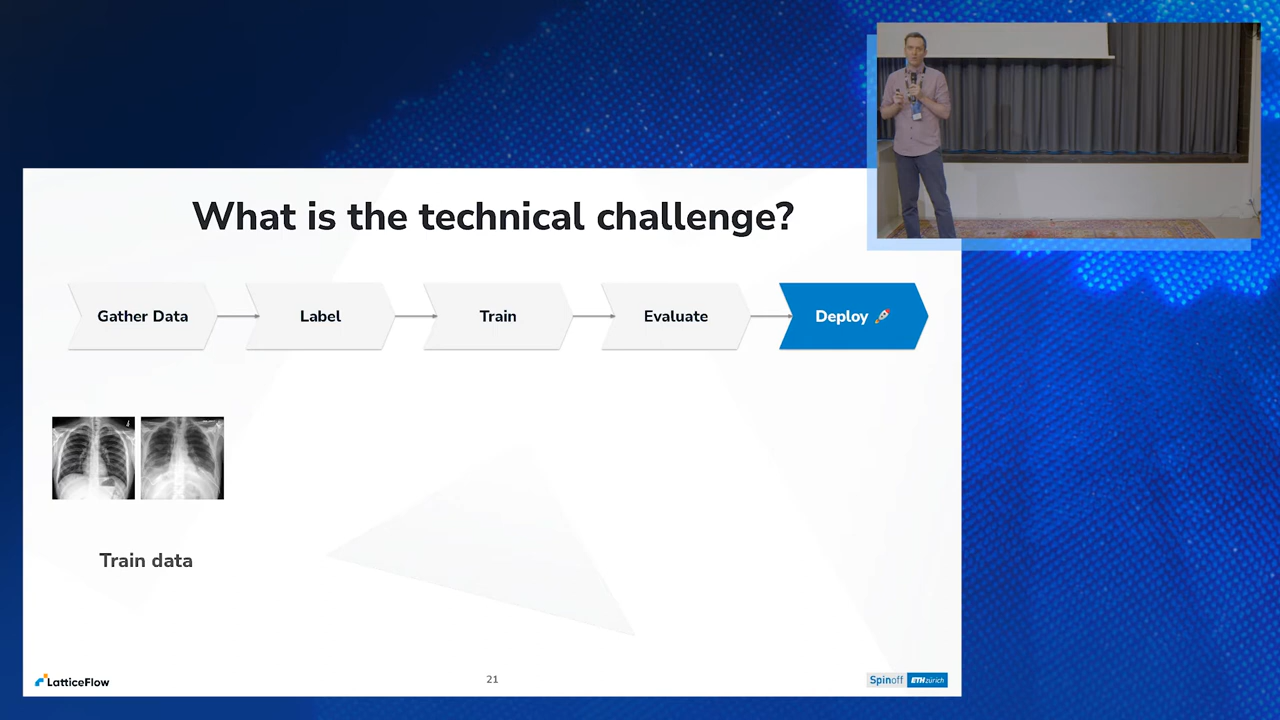 What is the technical challenge?
Gather Data
Label
Train
Evaluate
Deploy 🚀
Train data
LatticeFlow
21
Spinoff ETH zürich